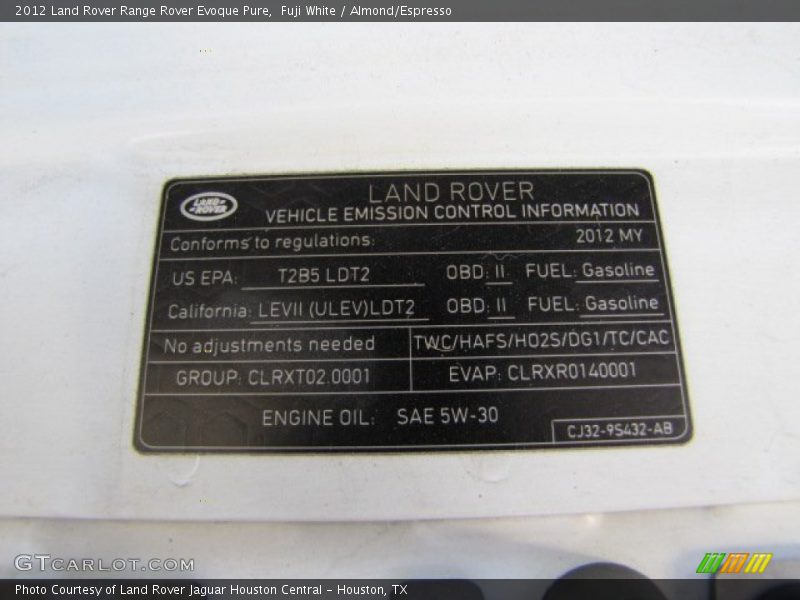 2012 Land Rover Range Rover Evoque Pure,  Fuji White / Almond/Espresso
LAND ROVER
LAND ROVER
VEHICLE EMISSION CONTROL INFORMATION
Conforms to regulations: 2012 MY
US EPA: T2B5 LDT2 OBD: II FUEL: Gasoline
California: LEVII (ULEV)LDT2 OBD: II FUEL: Gasoline
No adjustments needed TWC/HAFS/HO2S/DG1/TC/CAC
GROUP: CLRXT02.0001 EVAP: CLRXR0140001
ENGINE OIL: SAE 5W-30
CJ32-9S432-AB
GTCARLOT.COM
Photo Courtesy of Land Rover Jaguar Houston Central – Houston, TX